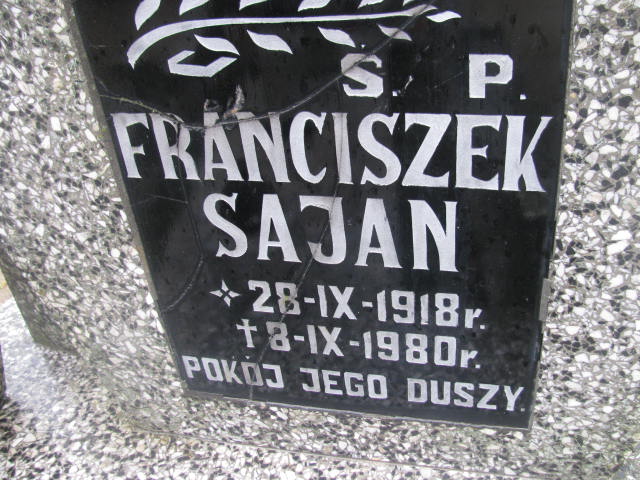 S. P.
FRANCISZEK
SAJAN
28-IX-1918r.
8-IX-1980r.
POKÓJ JEGO DUSZY.